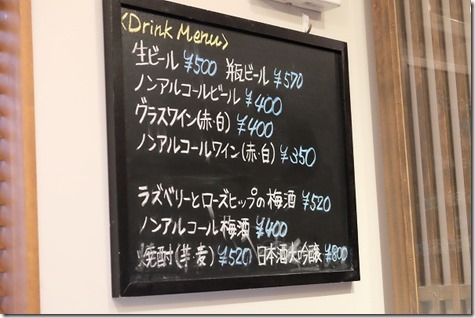 <Drink Menu>
生ビール ¥500 瓶ビール ¥570
ノンアルコールビール ¥400
グラスワイン(赤・白) ¥400
ノンアルコールワイン(赤・白) ¥350
ラズベリーとローズヒップの梅酒 ¥520
ノンアルコール梅酒 ¥400
焼酎(芋・麦) ¥520 日本酒大吟醸 ¥800